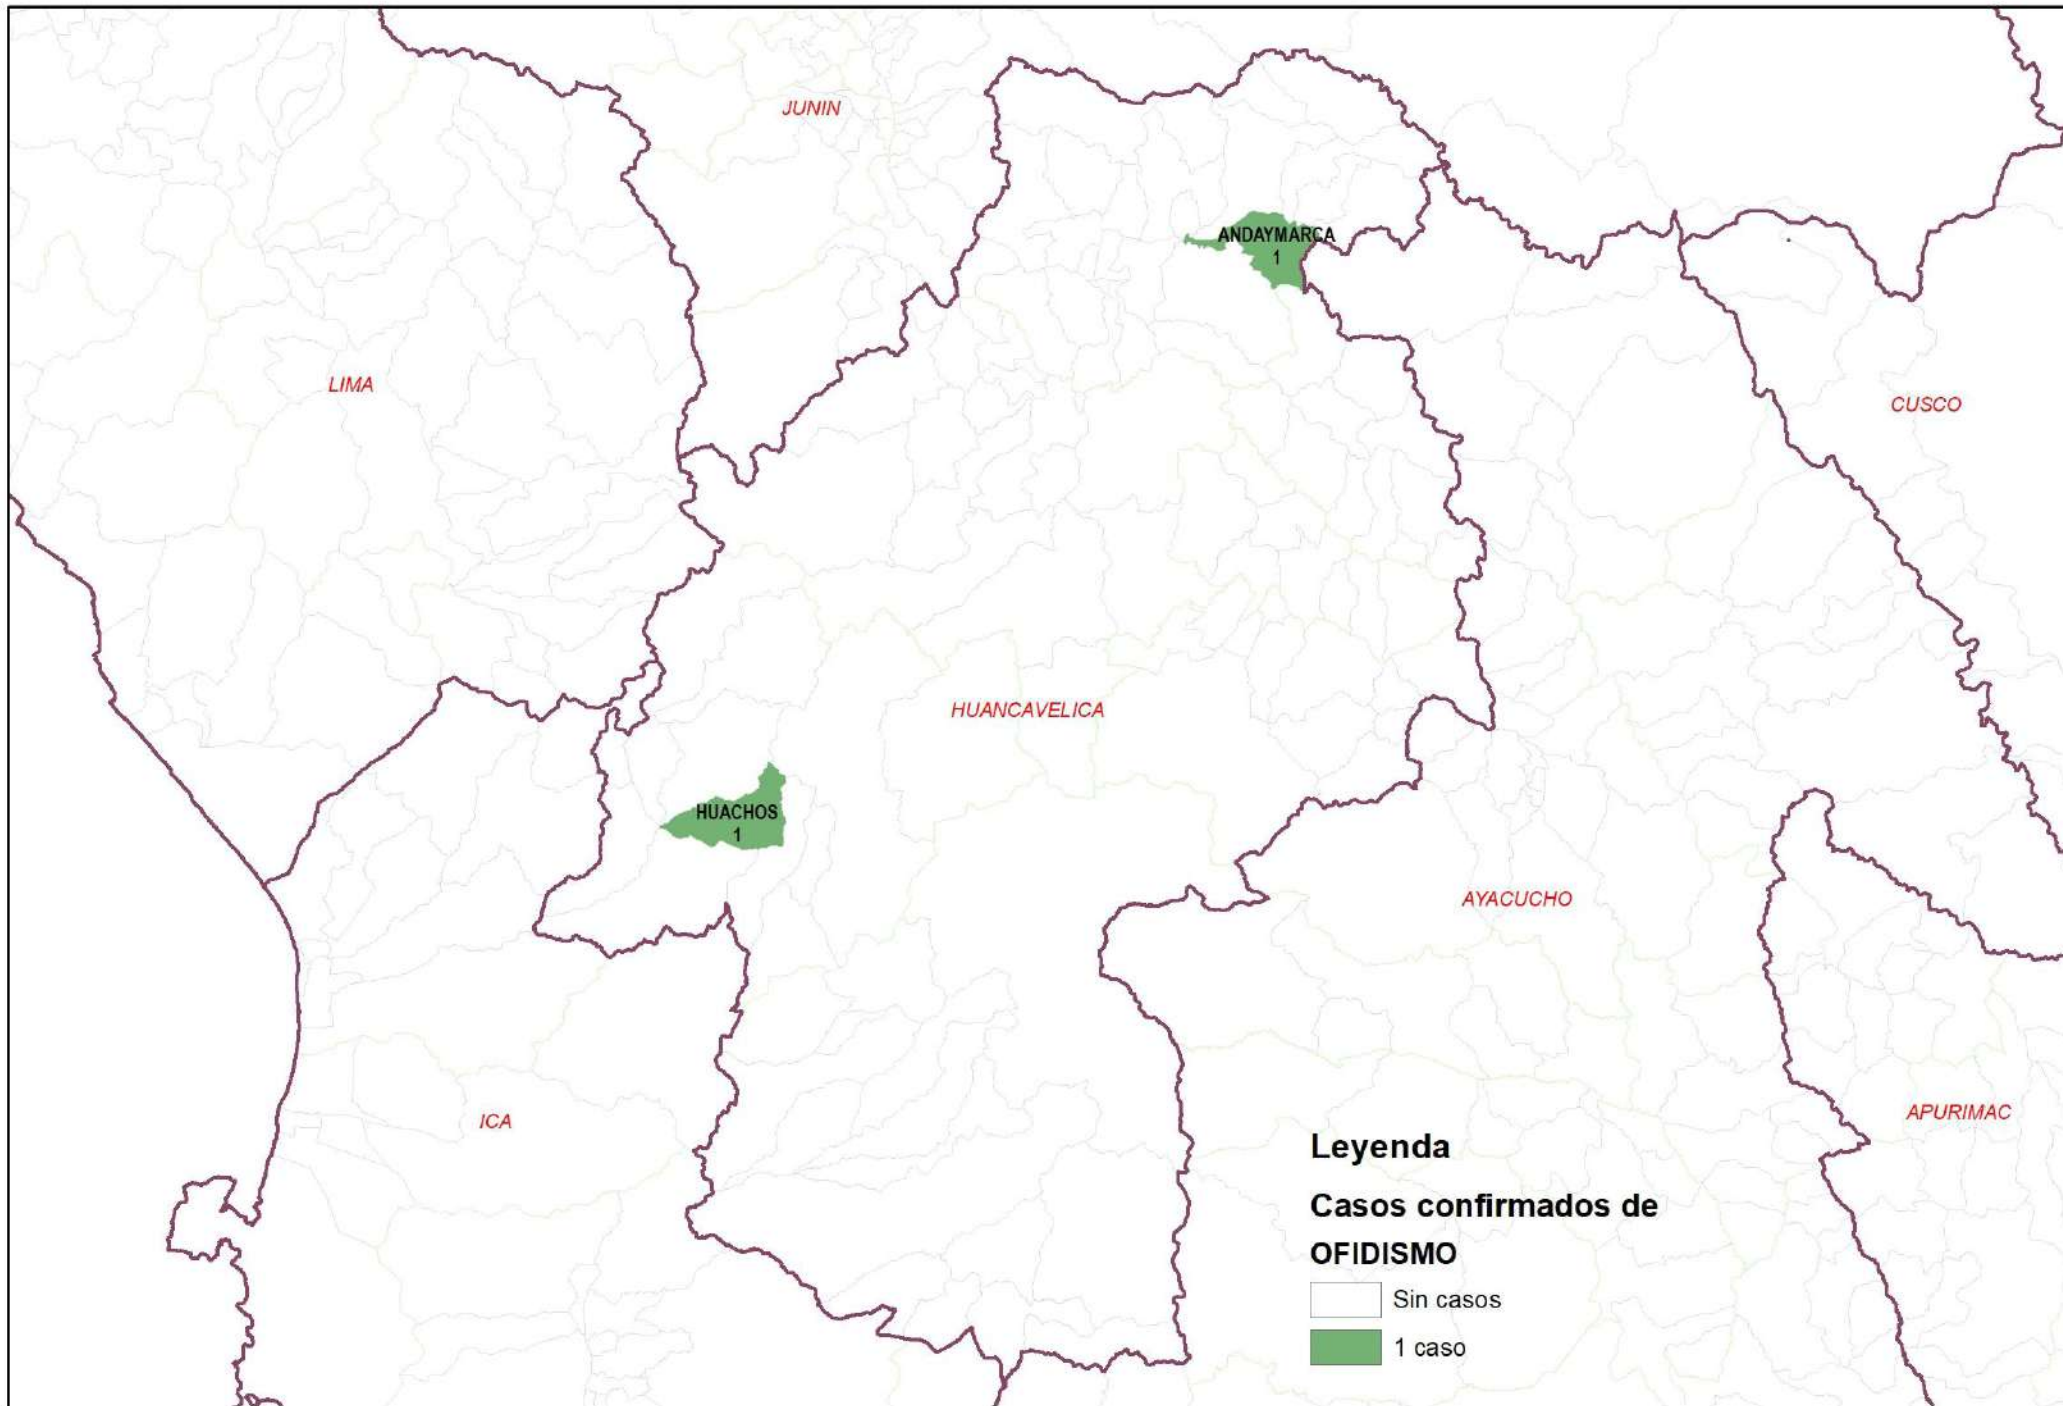 JUNIN
ANDAYMARCA
1
LIMA
CUSCO
HUANCAVELICA
HUACHOS
1
AYACUCHO
ICA
APURIMAC
Leyenda
Casos confirmados de
OFIDISMO
Sin casos
1 caso